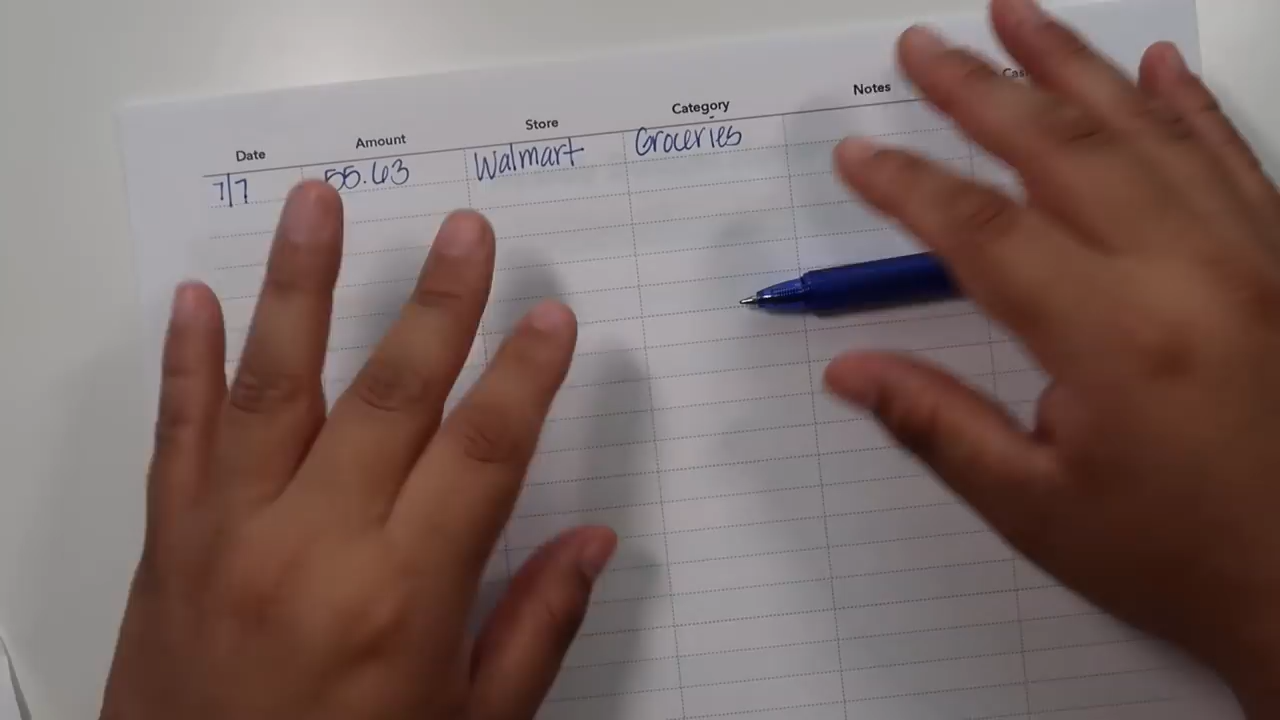 Date Amount Store Category Notes
7/7 55.63 Walmart Groceries